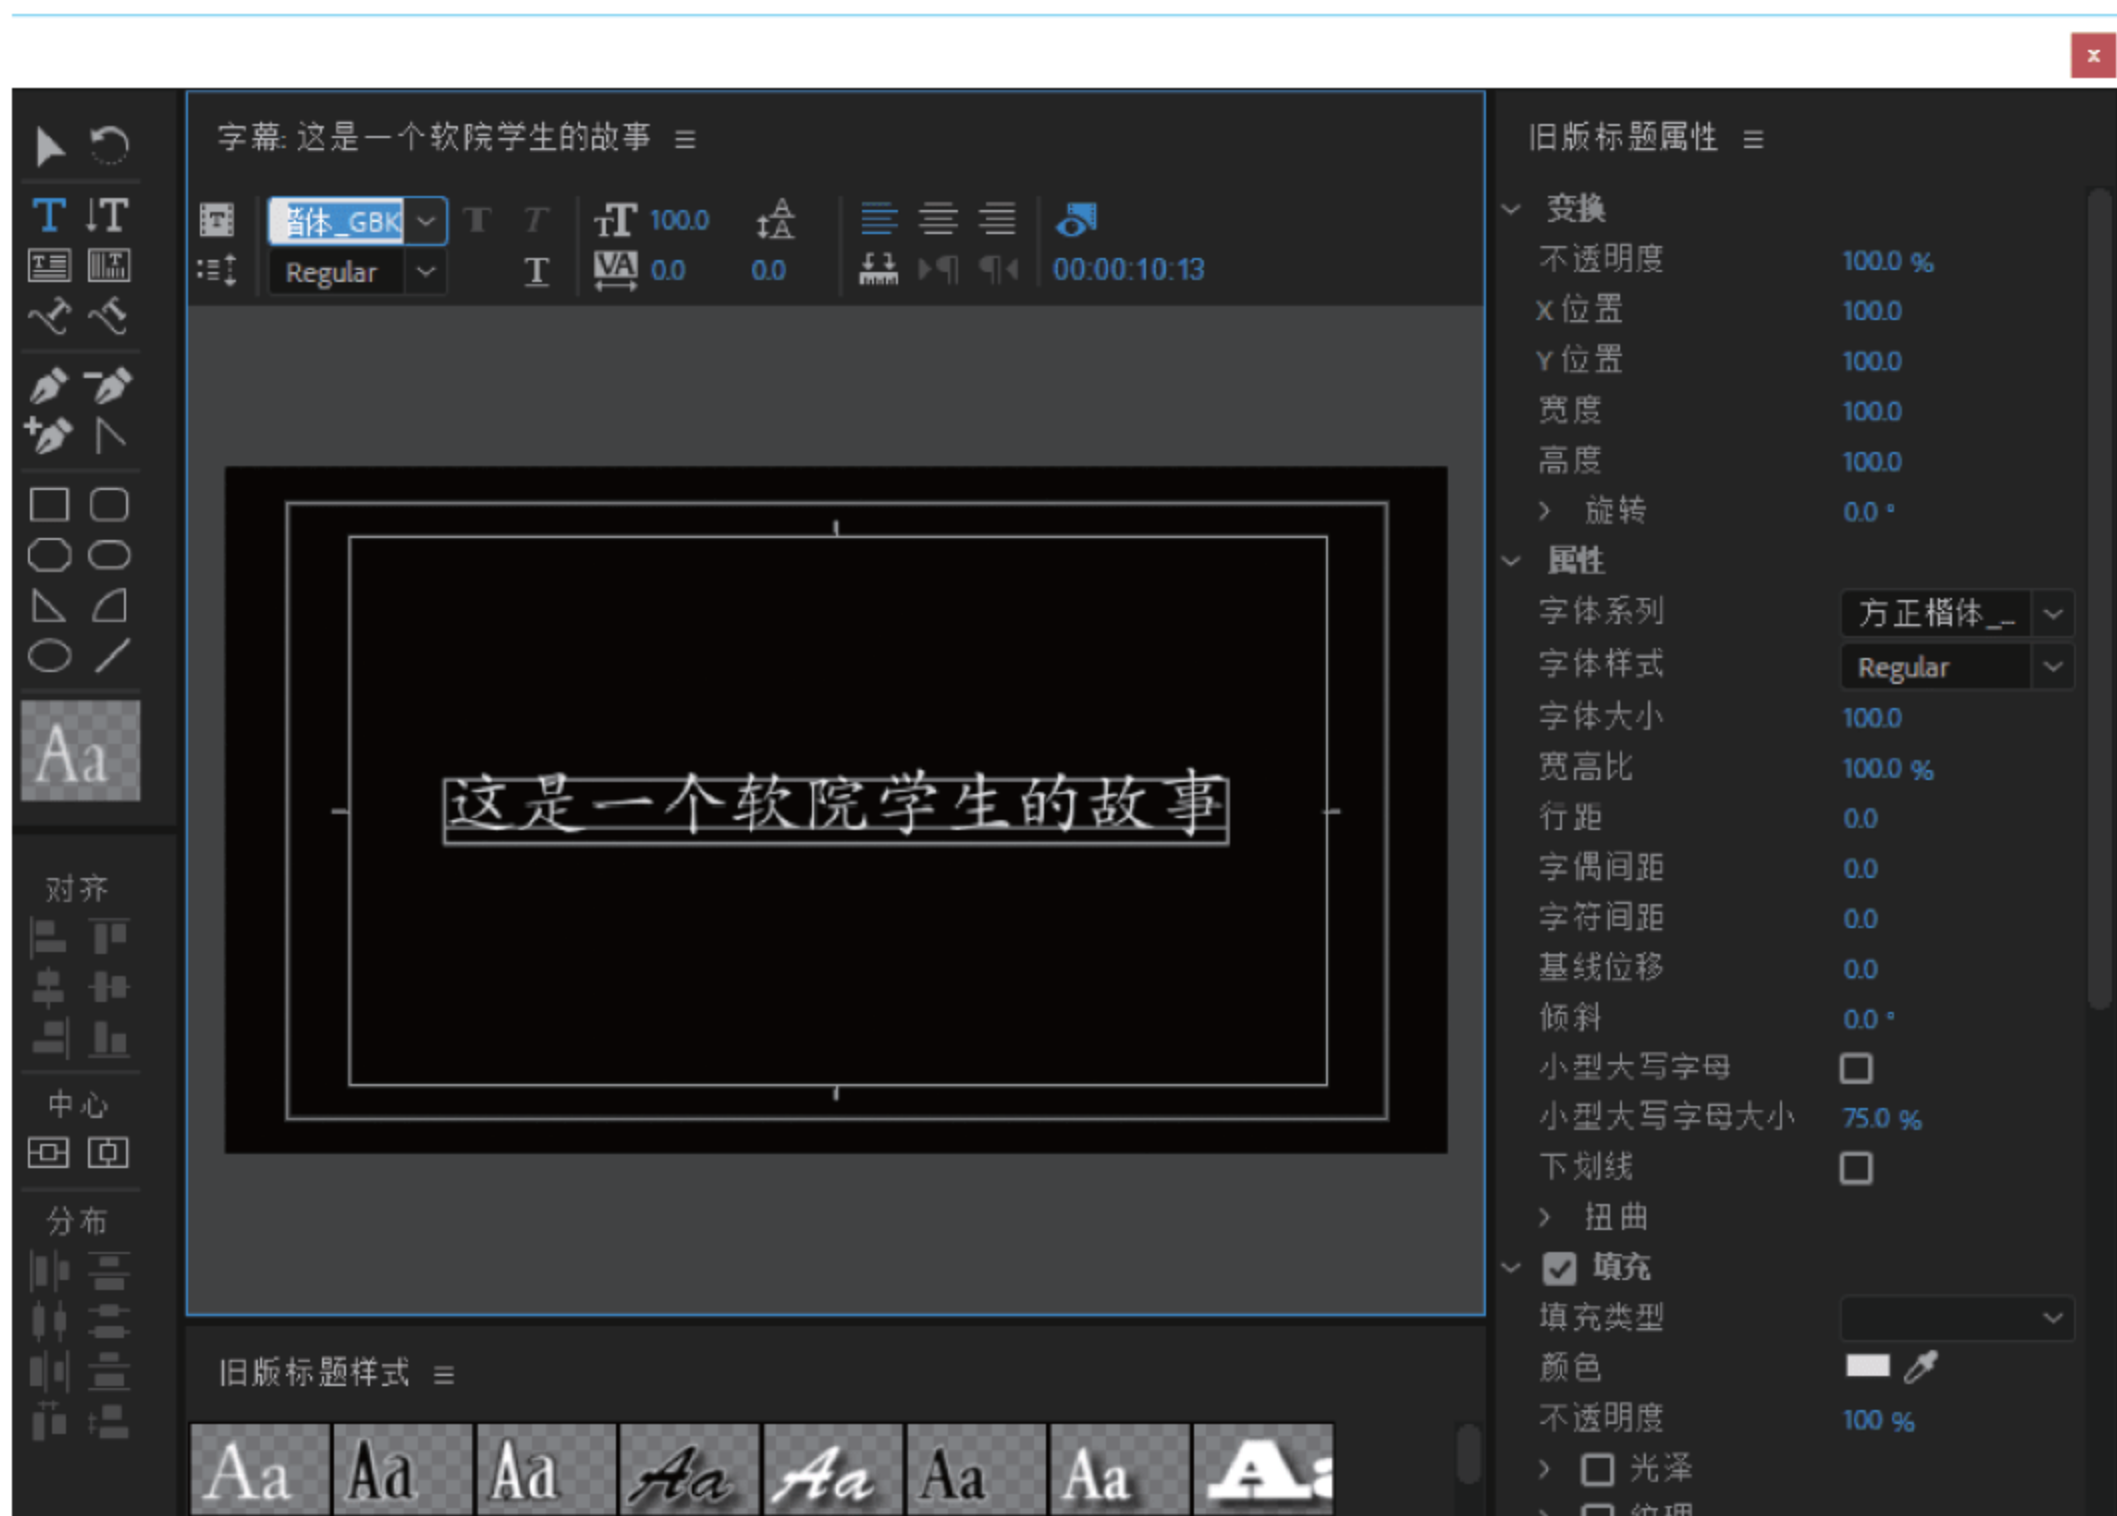 x
字幕: 这是一个软院学生的故事
楷体_GBK
100.0
Regular
0.0
0.0
00:00:10:13
这是一个软院学生的故事
Aa
对齐
中心
分布
旧版标题样式
Aa Aa Aa Aa Aa Aa Aa Aa
旧版标题属性
变换
不透明度 100.0 %
X 位置 100.0
Y 位置 100.0
宽度 100.0
高度 100.0
旋转 0.0 °
属性
字体系列 方正楷体_...
字体样式 Regular
字体大小 100.0
宽高比 100.0 %
行距 0.0
字偶间距 0.0
字符间距 0.0
基线位移 0.0
倾斜 0.0 °
小型大写字母
小型大写字母大小 75.0 %
下划线
扭曲
填充
填充类型
颜色
不透明度 100 %
光泽
纹理